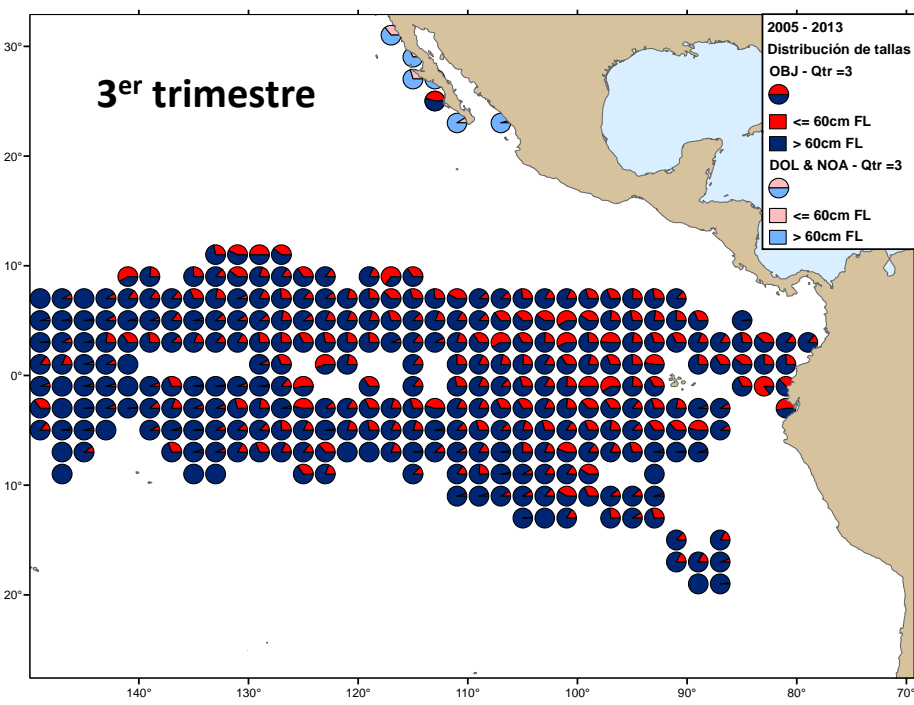 3er trimestre
2005 - 2013
Distribución de tallas
OBJ - Qtr =3
<= 60cm FL
> 60cm FL
DOL & NOA - Qtr =3
<= 60cm FL
> 60cm FL
30°
20°
10°
0°
10°
20°
140°
130°
120°
110°
100°
90°
80°
70°